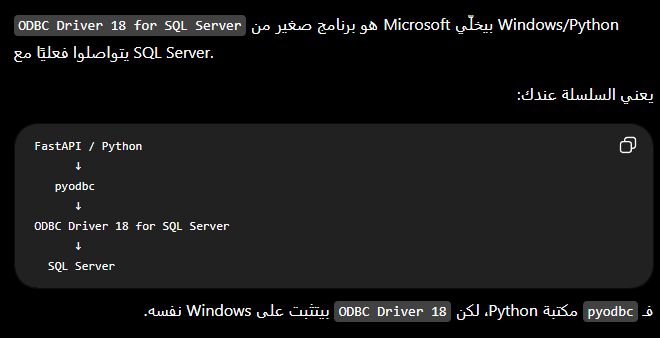 ODBC Driver 18 for SQL Server هو برنامج صغير من Microsoft بيخلّي Windows/Python
يتواصلوا فعليًا مع SQL Server.
يعني السلسلة عندك:
FastAPI / Python
↓
pyodbc
↓
ODBC Driver 18 for SQL Server
↓
SQL Server
فـ pyodbc مكتبة Python، لكن ODBC Driver 18 بيتثبت على Windows نفسه.